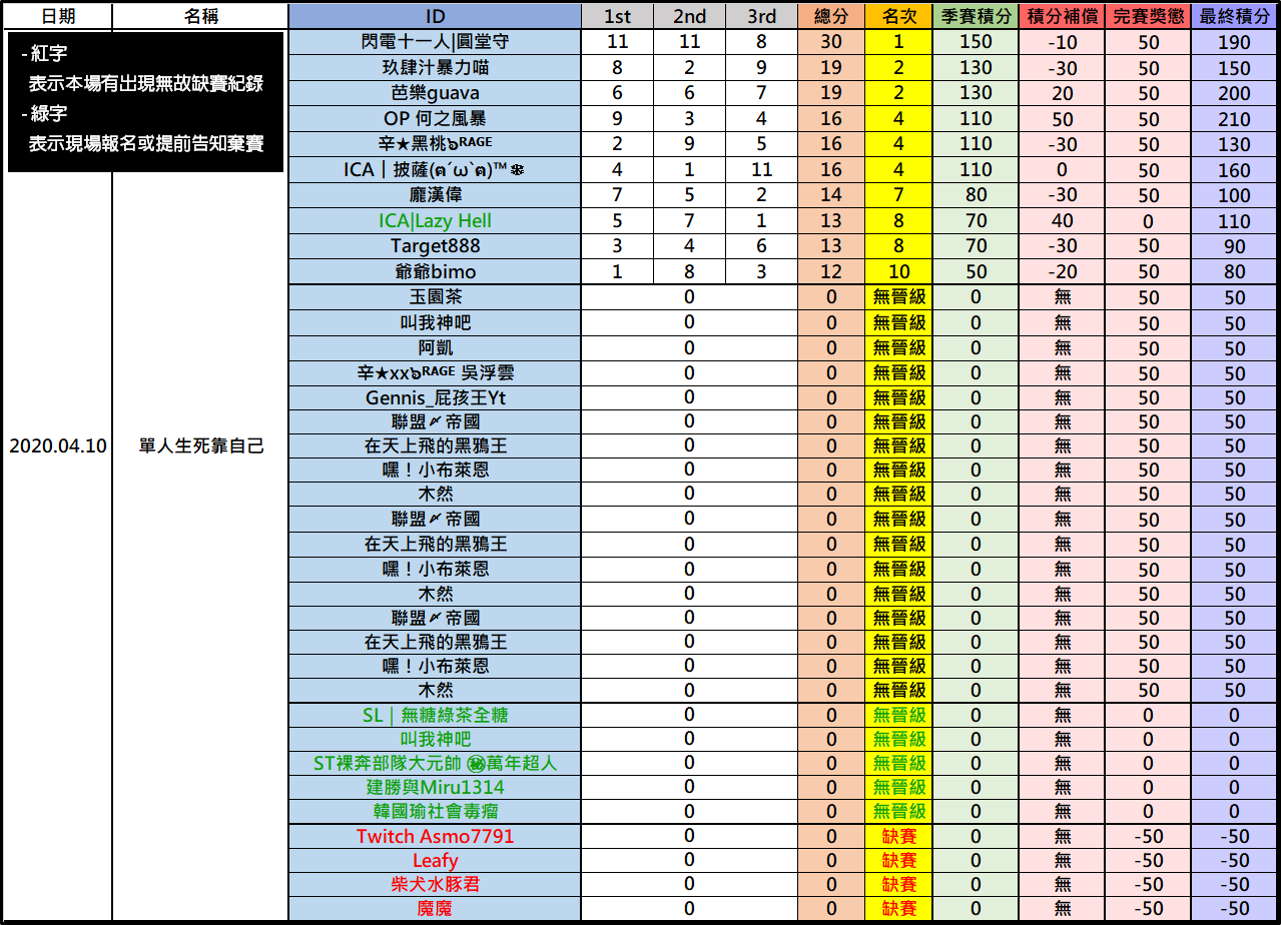 日期 名稱 ID 1st 2nd 3rd 總分 名次 季賽積分 積分補償 完賽獎懲 最終積分
-紅字
表示本場有出現無故缺賽紀錄
-綠字
表示現場報名或提前告知棄賽
2020.04.10 單人生死靠自己
閃電十一人|圓堂守 11 11 8 30 1 150 -10 50 190
玖肆汁暴力喵 8 2 9 19 2 130 -30 50 150
芭樂guava 6 6 7 19 2 130 20 50 200
OP 何之風暴 9 3 4 16 4 110 50 50 210
辛★黑桃ꔪᴿᴬᴳᴱ 2 9 5 16 4 110 -30 50 130
ICA｜披薩(ฅ´ω`ฅ)™ 4 1 11 16 4 110 0 50 160
龐漢偉 7 5 2 14 7 80 -30 50 100
ICA|Lazy Hell 5 7 1 13 8 70 40 0 110
Target888 3 4 6 13 8 70 -30 50 90
爺爺bimo 1 8 3 12 10 50 -20 50 80
玉園茶 0 0 無晉級 0 無 50 50
叫我神吧 0 0 無晉級 0 無 50 50
阿凱 0 0 無晉級 0 無 50 50
辛★xxᴿᴬᴳᴱ 吳浮雲 0 0 無晉級 0 無 50 50
Gennis_屁孩王Yt 0 0 無晉級 0 無 50 50
聯盟〆帝國 0 0 無晉級 0 無 50 50
在天上飛的黑鴉王 0 0 無晉級 0 無 50 50
嘿！小布萊恩 0 0 無晉級 0 無 50 50
木然 0 0 無晉級 0 無 50 50
聯盟〆帝國 0 0 無晉級 0 無 50 50
在天上飛的黑鴉王 0 0 無晉級 0 無 50 50
嘿！小布萊恩 0 0 無晉級 0 無 50 50
木然 0 0 無晉級 0 無 50 50
聯盟〆帝國 0 0 無晉級 0 無 50 50
在天上飛的黑鴉王 0 0 無晉級 0 無 50 50
嘿！小布萊恩 0 0 無晉級 0 無 50 50
木然 0 0 無晉級 0 無 50 50
SL｜無糖綠茶全糖 0 0 無晉級 0 無 0 0
叫我神吧 0 0 無晉級 0 無 0 0
ST裸奔部隊大元帥 ㊙萬年超人 0 0 無晉級 0 無 0 0
建勝與Miru1314 0 0 無晉級 0 無 0 0
韓國瑜社會毒瘤 0 0 無晉級 0 無 0 0
Twitch Asmo7791 0 0 缺賽 0 無 -50 -50
Leafy 0 0 缺賽 0 無 -50 -50
柴犬水豚君 0 0 缺賽 0 無 -50 -50
魔魔 0 0 缺賽 0 無 -50 -50